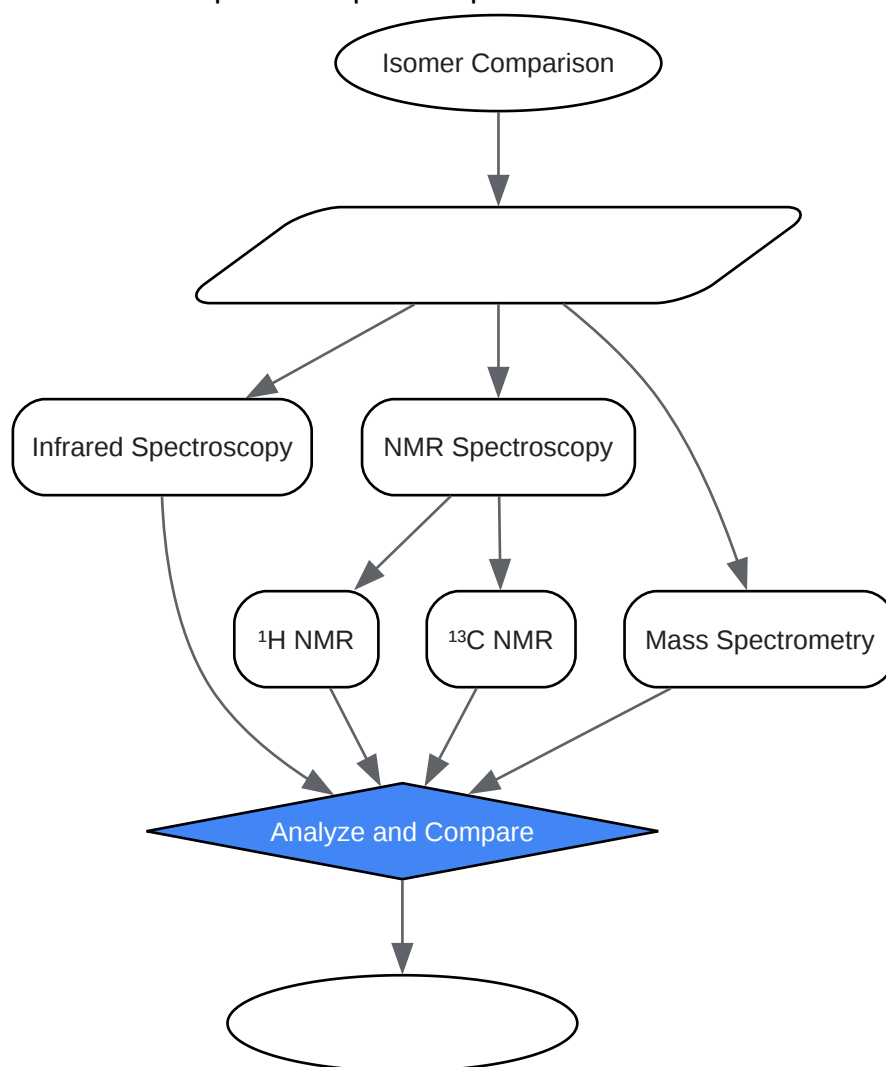 Isomer Comparison
Infrared Spectroscopy
NMR Spectroscopy
¹H NMR
¹³C NMR
Mass Spectrometry
Analyze and Compare